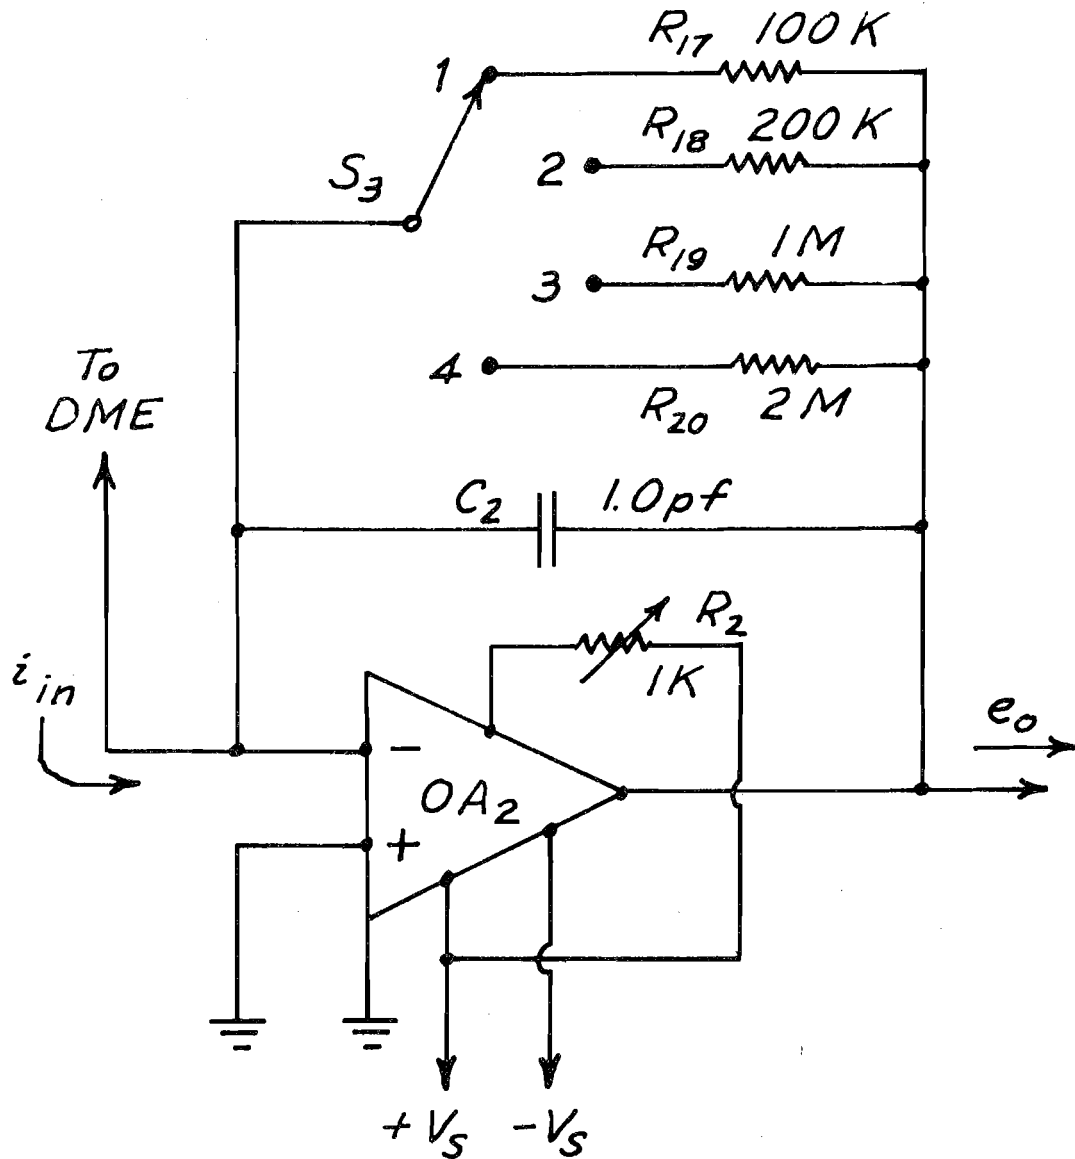 R17 100 K
1
R18 200 K
2
S3
R19 1 M
3
4
R20 2 M
To
DME
C2 1.0 pf
R2
1K
i in
-
OA2
+
eo
+Vs -Vs